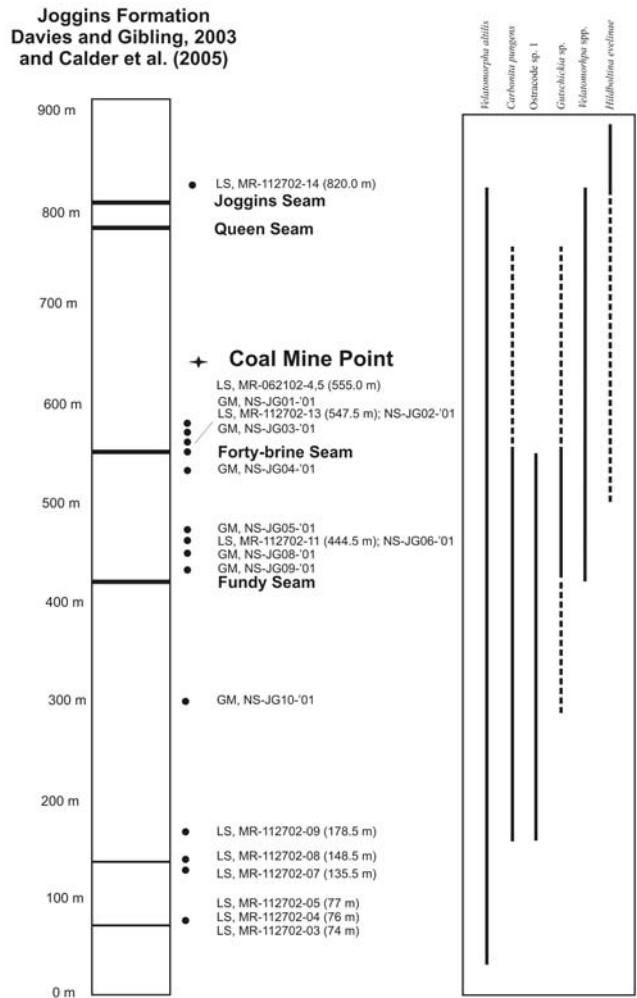 Joggins Formation
Davies and Gibling, 2003
and Calder et al. (2005)
Velatomorpha altilis
Carbonita pungens
Ostracode sp. 1
Gutschickia sp.
Velatomorhpa spp.
Hildboltina evelinae
900 m
LS, MR-112702-14 (820.0 m)
Joggins Seam
800 m
Queen Seam
700 m
Coal Mine Point
LS, MR-062102-4,5 (555.0 m)
600 m
GM, NS-JG01-'01
LS, MR-112702-13 (547.5 m); NS-JG02-'01
GM, NS-JG03-'01
Forty-brine Seam
GM, NS-JG04-'01
500 m
GM, NS-JG05-'01
LS, MR-112702-11 (444.5 m); NS-JG06-'01
GM, NS-JG08-'01
GM, NS-JG09-'01
Fundy Seam
400 m
300 m
GM, NS-JG10-'01
200 m
LS, MR-112702-09 (178.5 m)
LS, MR-112702-08 (148.5 m)
LS, MR-112702-07 (135.5 m)
100 m
LS, MR-112702-05 (77 m)
LS, MR-112702-04 (76 m)
LS, MR-112702-03 (74 m)
0 m